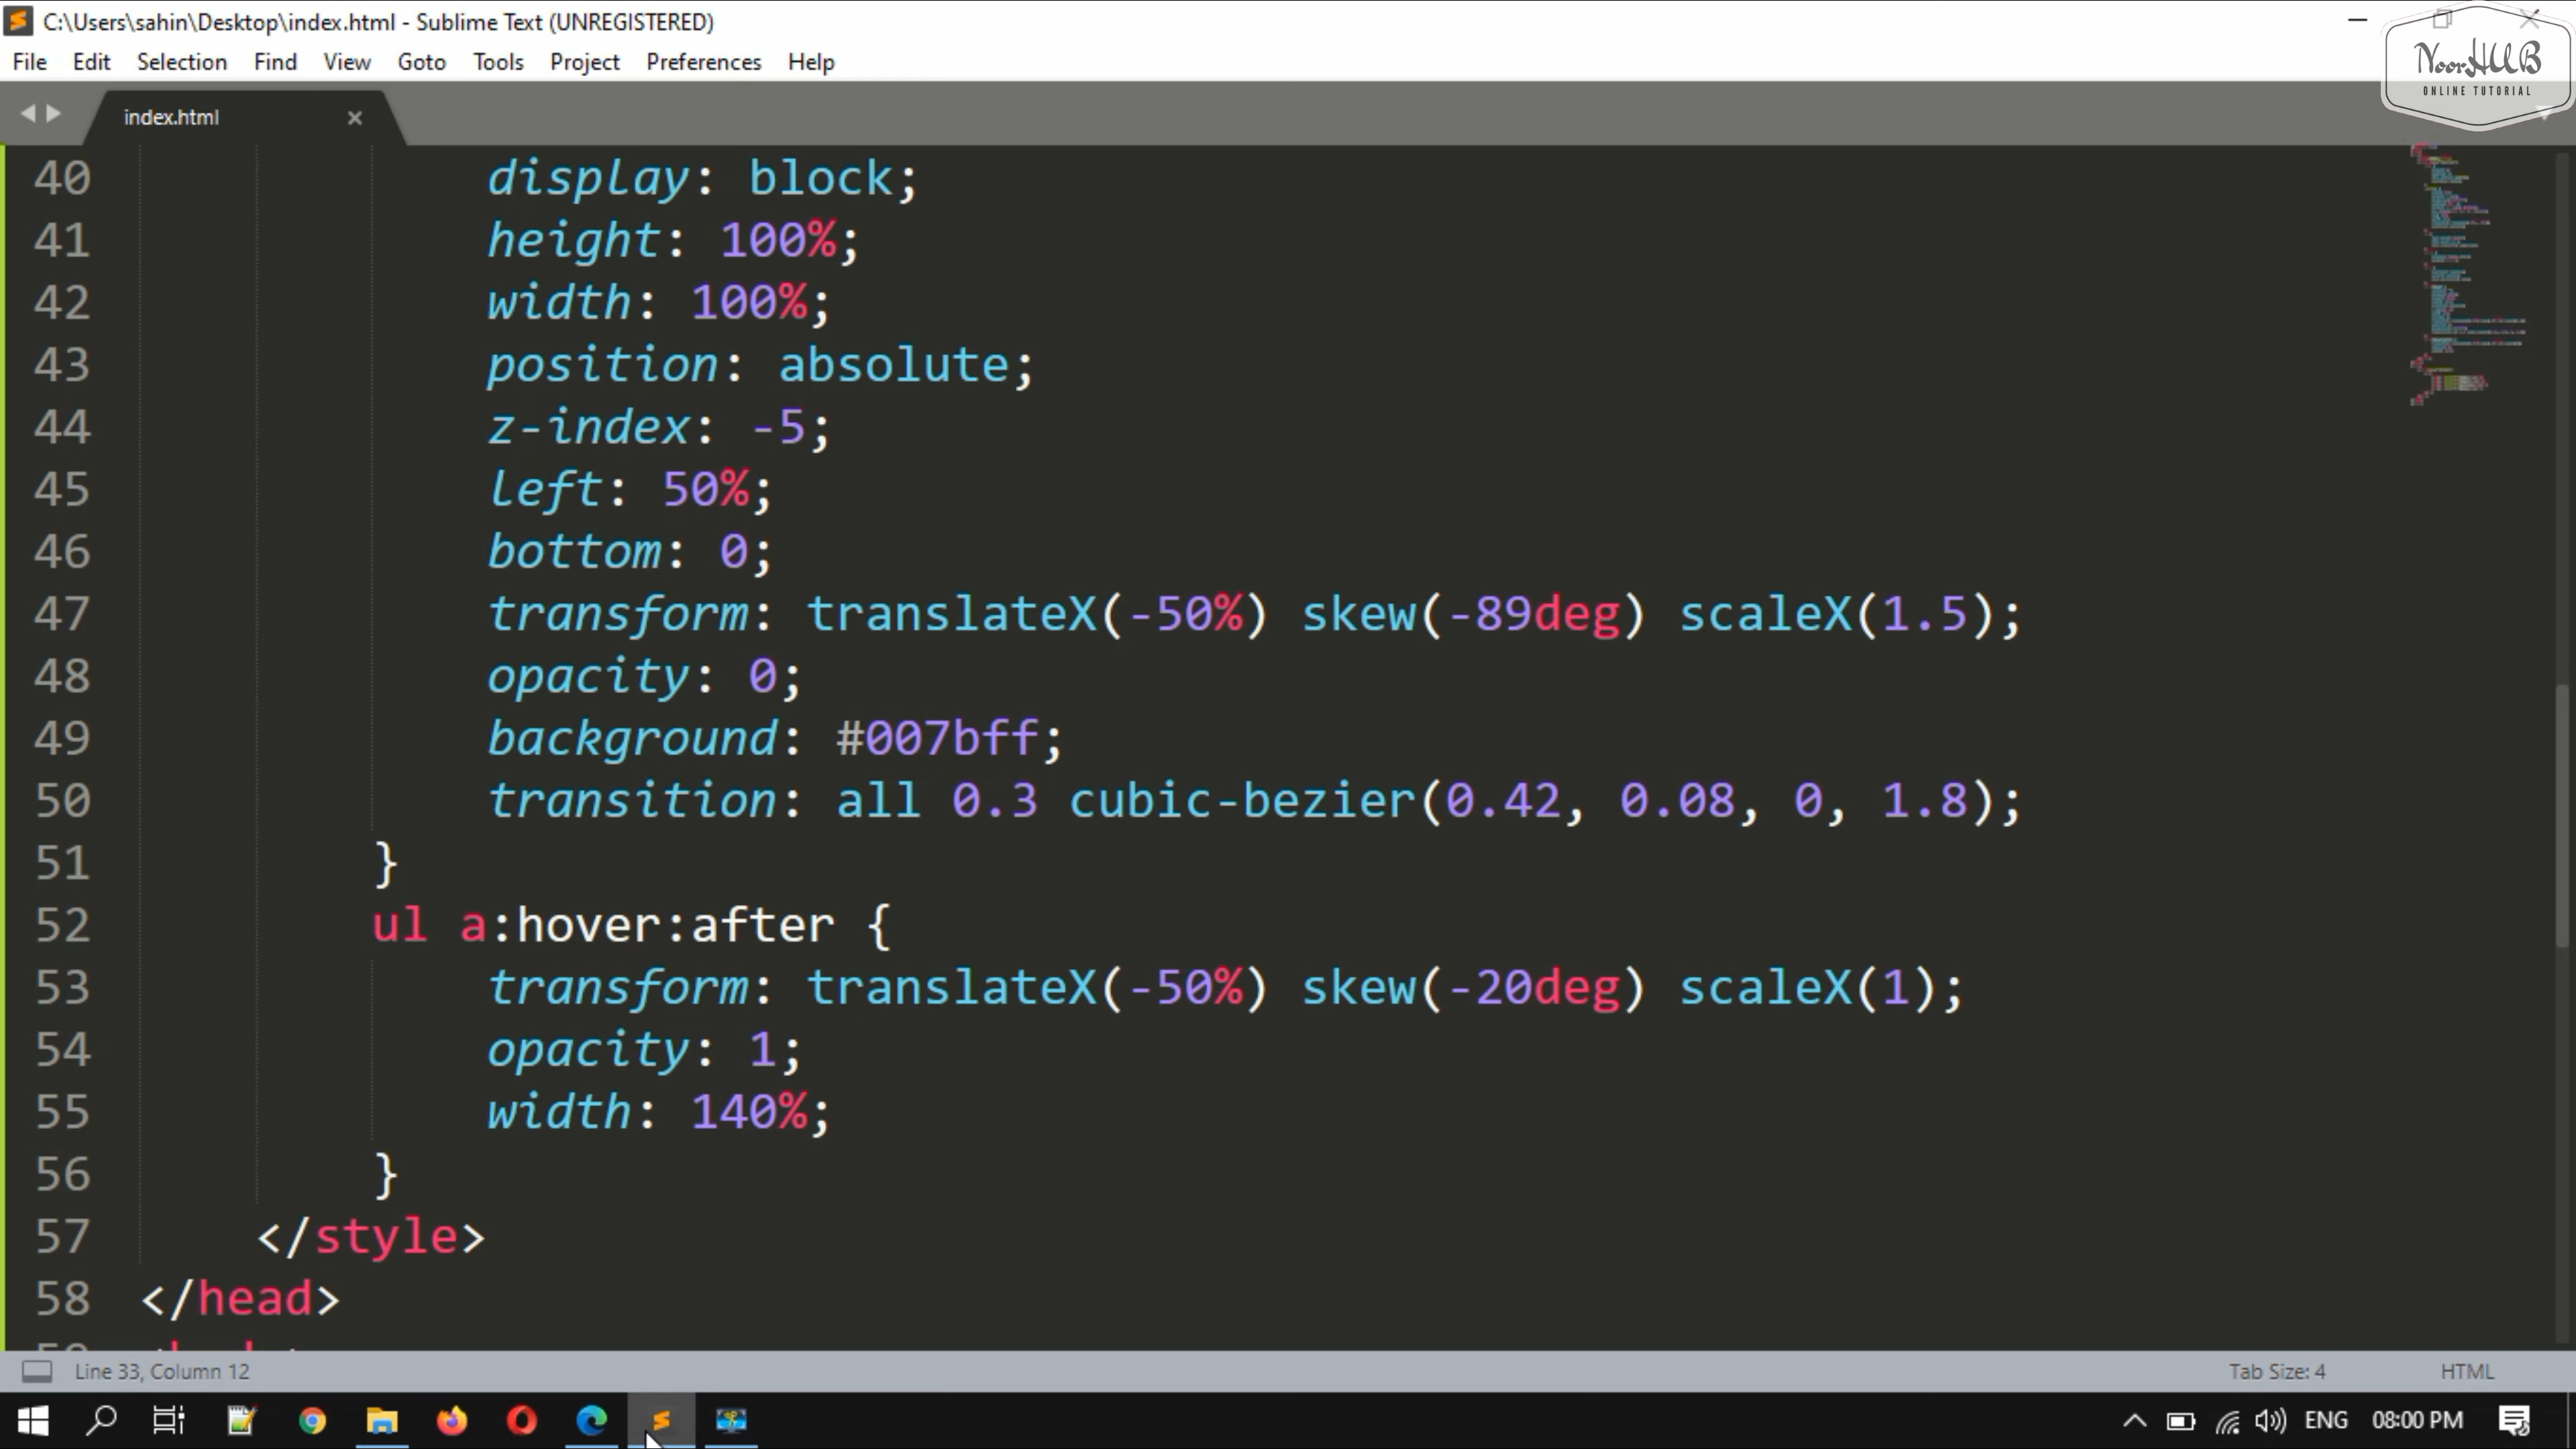 C:\Users\sahin\Desktop\index.html - Sublime Text (UNREGISTERED)
File Edit Selection Find View Goto Tools Project Preferences Help
NoorHUB
ONLINE TUTORIAL
index.html
40 display: block;
41 height: 100%;
42 width: 100%;
43 position: absolute;
44 z-index: -5;
45 left: 50%;
46 bottom: 0;
47 transform: translateX(-50%) skew(-89deg) scaleX(1.5);
48 opacity: 0;
49 background: #007bff;
50 transition: all 0.3 cubic-bezier(0.42, 0.08, 0, 1.8);
51 }
52 ul a:hover:after {
53 transform: translateX(-50%) skew(-20deg) scaleX(1);
54 opacity: 1;
55 width: 140%;
56 }
57 </style>
58 </head>
Line 33, Column 12 Tab Size: 4 HTML
ENG 08:00 PM